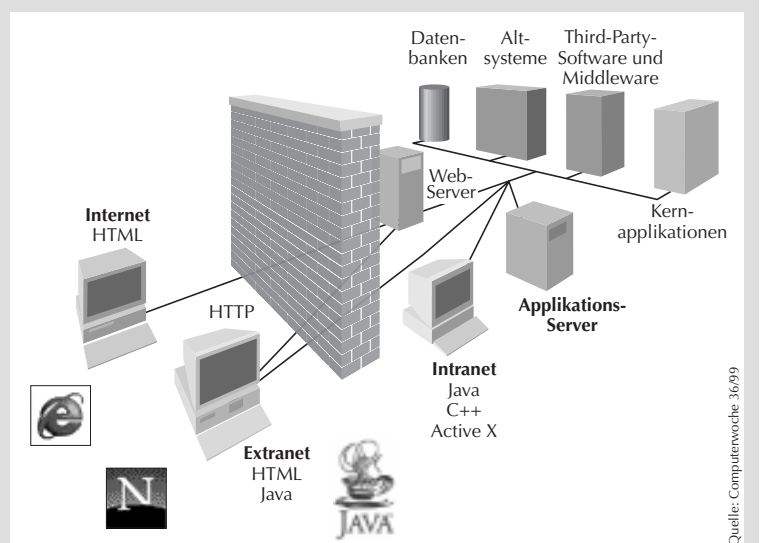 Daten-
banken
Alt-
systeme
Third-Party-
Software und
Middleware
Web-
Server
Kern-
applikationen
Internet
HTML
HTTP
Applikations-
Server
Intranet
Java
C++
Active X
Extranet
HTML
Java
N
JAVA
Quelle: Computerwoche 36/99